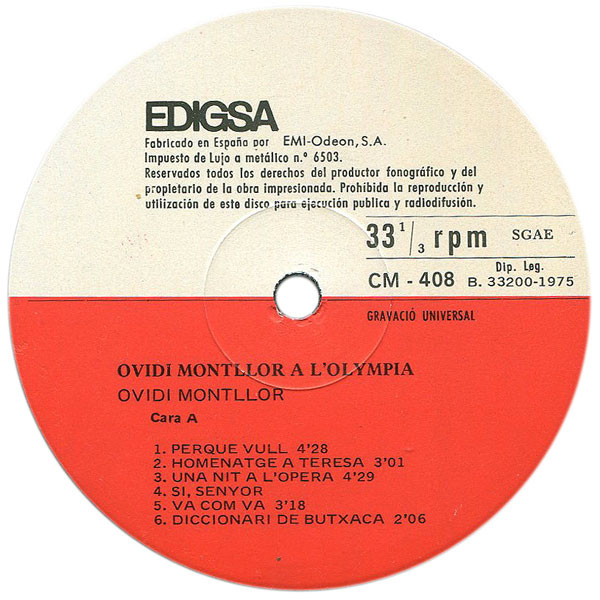 EDIGSA
Fabricado en España por EMI-Odeon, S.A.
Impuesto de Lujo a metálico n.º 6503.
Reservados todos los derechos del productor fonográfico y del
propietario de la obra impresionada. Prohibida la reproducción y
utilización de este disco para ejecución publica y radiodifusión.
33 1/3 rpm SGAE
Dip. Leg.
CM - 408 B. 33200-1975
GRAVACIÓ UNIVERSAL
OVIDI MONTLLOR A L'OLYMPIA
OVIDI MONTLLOR
Cara A
1. PERQUE VULL 4'28
2. HOMENATGE A TERESA 3'01
3. UNA NIT A L'OPERA 4'29
4. SI, SENYOR
5. VA COM VA 3'18
6. DICCIONARI DE BUTXACA 2'06